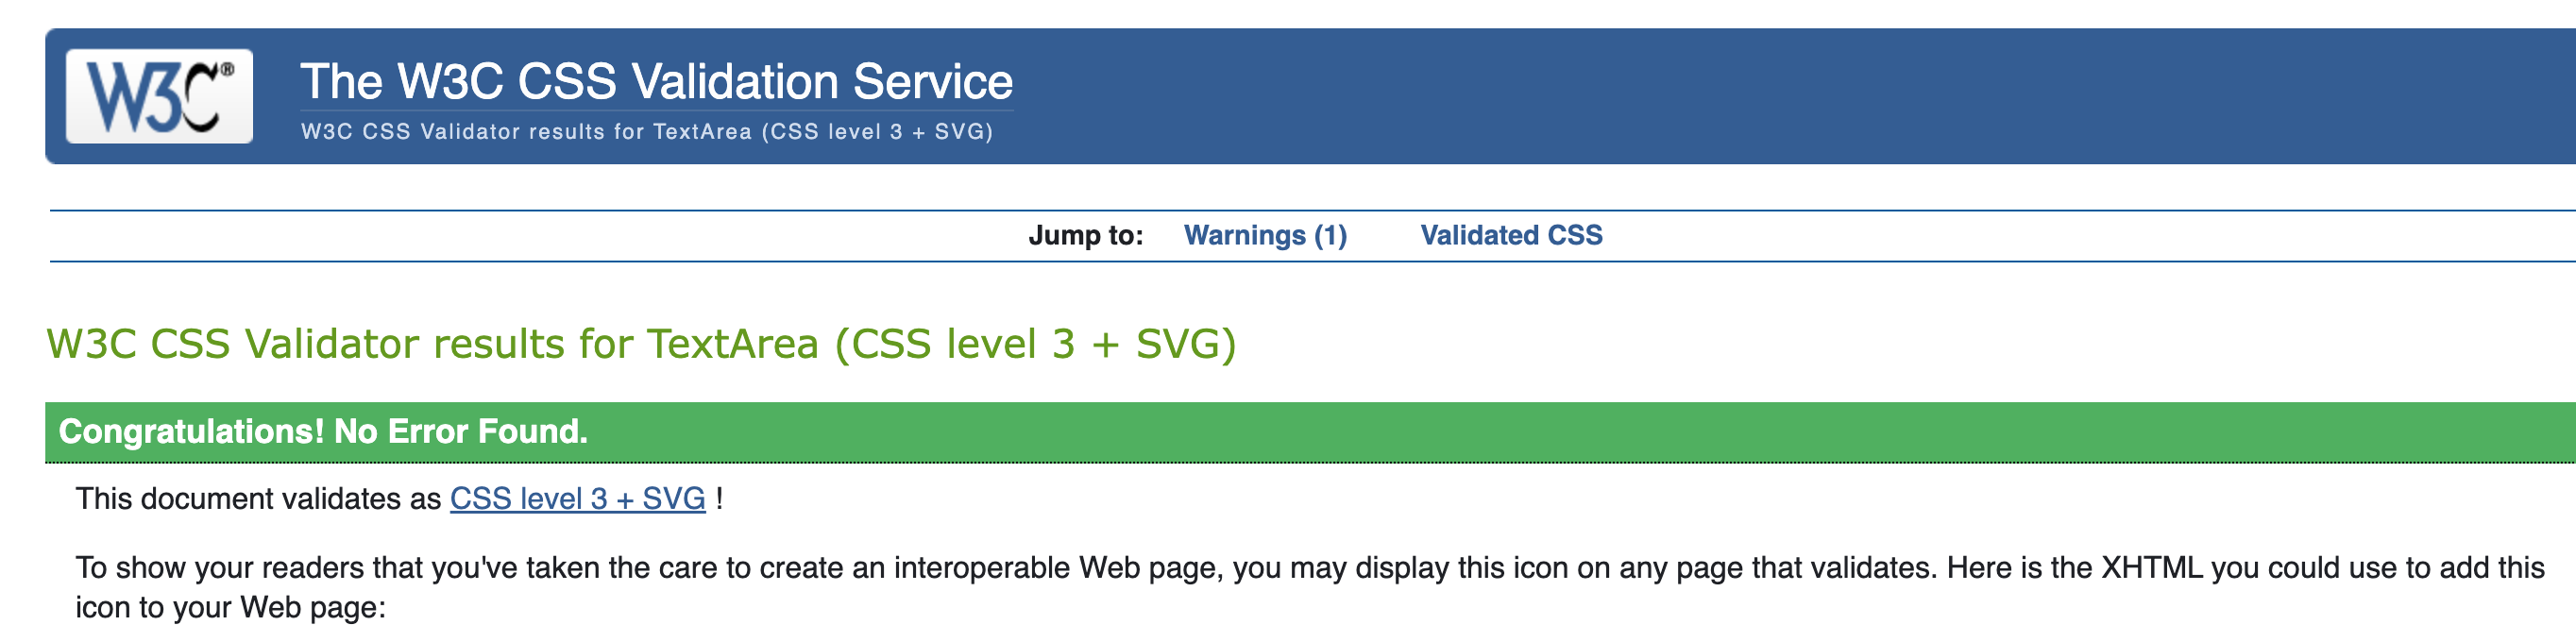 W3C®
The W3C CSS Validation Service
W3C CSS Validator results for TextArea (CSS level 3 + SVG)
Jump to: Warnings (1) Validated CSS
W3C CSS Validator results for TextArea (CSS level 3 + SVG)
Congratulations! No Error Found.
This document validates as CSS level 3 + SVG !
To show your readers that you've taken the care to create an interoperable Web page, you may display this icon on any page that validates. Here is the XHTML you could use to add this
icon to your Web page: